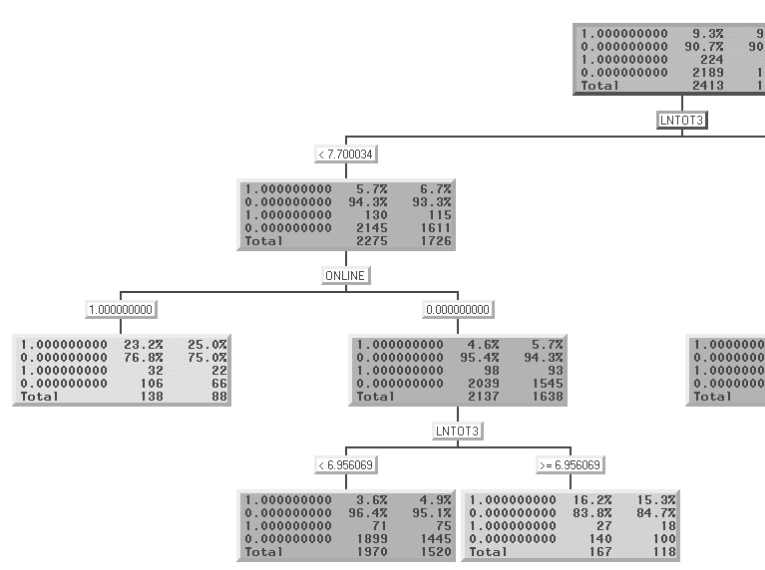 1.000000000 9.3% 9
0.000000000 90.7% 90
1.000000000 224
0.000000000 2189 1
Total 2413 1
LNTOT3
< 7.700034
1.000000000 5.7% 6.7%
0.000000000 94.3% 93.3%
1.000000000 130 115
0.000000000 2145 1611
Total 2275 1726
ONLINE
1.000000000
0.000000000
1.000000000 23.2% 25.0%
0.000000000 76.8% 75.0%
1.000000000 32 22
0.000000000 106 66
Total 138 88
1.000000000 4.6% 5.7%
0.000000000 95.4% 94.3%
1.000000000 98 93
0.000000000 2039 1545
Total 2137 1638
1.0000000
0.0000000
1.0000000
0.0000000
Total
LNTOT3
< 6.956069
>= 6.956069
1.000000000 3.6% 4.9%
0.000000000 96.4% 95.1%
1.000000000 71 75
0.000000000 1899 1445
Total 1970 1520
1.000000000 16.2% 15.3%
0.000000000 83.8% 84.7%
1.000000000 27 18
0.000000000 140 100
Total 167 118